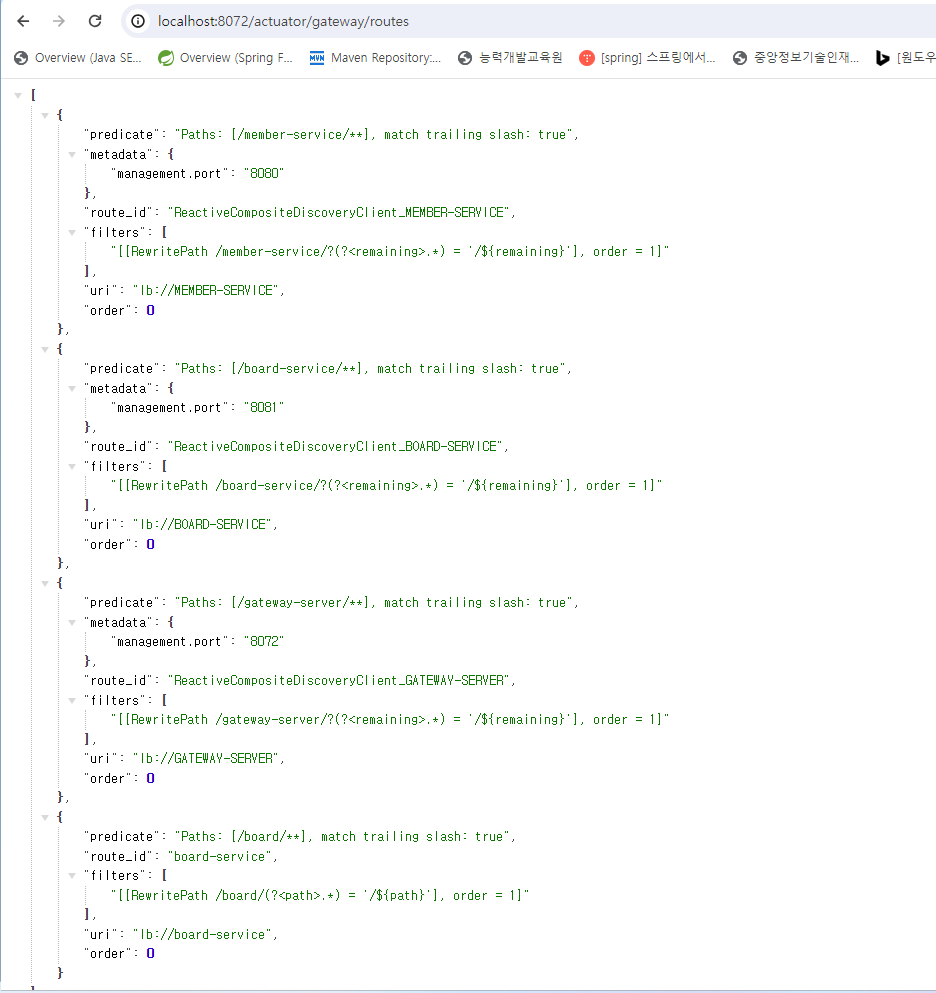 localhost:8072/actuator/gateway/routes
Overview (Java SE... Overview (Spring F... Maven Repository:... 능력개발교육원 [spring] 스프링에서... 중앙정보기술인재... [윈도우
[
{
"predicate": "Paths: [/member-service/**], match trailing slash: true",
"metadata": {
"management.port": "8080"
},
"route_id": "ReactiveCompositeDiscoveryClient_MEMBER-SERVICE",
"filters": [
"[[RewritePath /member-service/?(?<remaining>.*) = '/${remaining}'], order = 1]"
],
"uri": "lb://MEMBER-SERVICE",
"order": 0
},
{
"predicate": "Paths: [/board-service/**], match trailing slash: true",
"metadata": {
"management.port": "8081"
},
"route_id": "ReactiveCompositeDiscoveryClient_BOARD-SERVICE",
"filters": [
"[[RewritePath /board-service/?(?<remaining>.*) = '/${remaining}'], order = 1]"
],
"uri": "lb://BOARD-SERVICE",
"order": 0
},
{
"predicate": "Paths: [/gateway-server/**], match trailing slash: true",
"metadata": {
"management.port": "8072"
},
"route_id": "ReactiveCompositeDiscoveryClient_GATEWAY-SERVER",
"filters": [
"[[RewritePath /gateway-server/?(?<remaining>.*) = '/${remaining}'], order = 1]"
],
"uri": "lb://GATEWAY-SERVER",
"order": 0
},
{
"predicate": "Paths: [/board/**], match trailing slash: true",
"route_id": "board-service",
"filters": [
"[[RewritePath /board/(?<path>.*) = '/${path}'], order = 1]"
],
"uri": "lb://board-service",
"order": 0
}